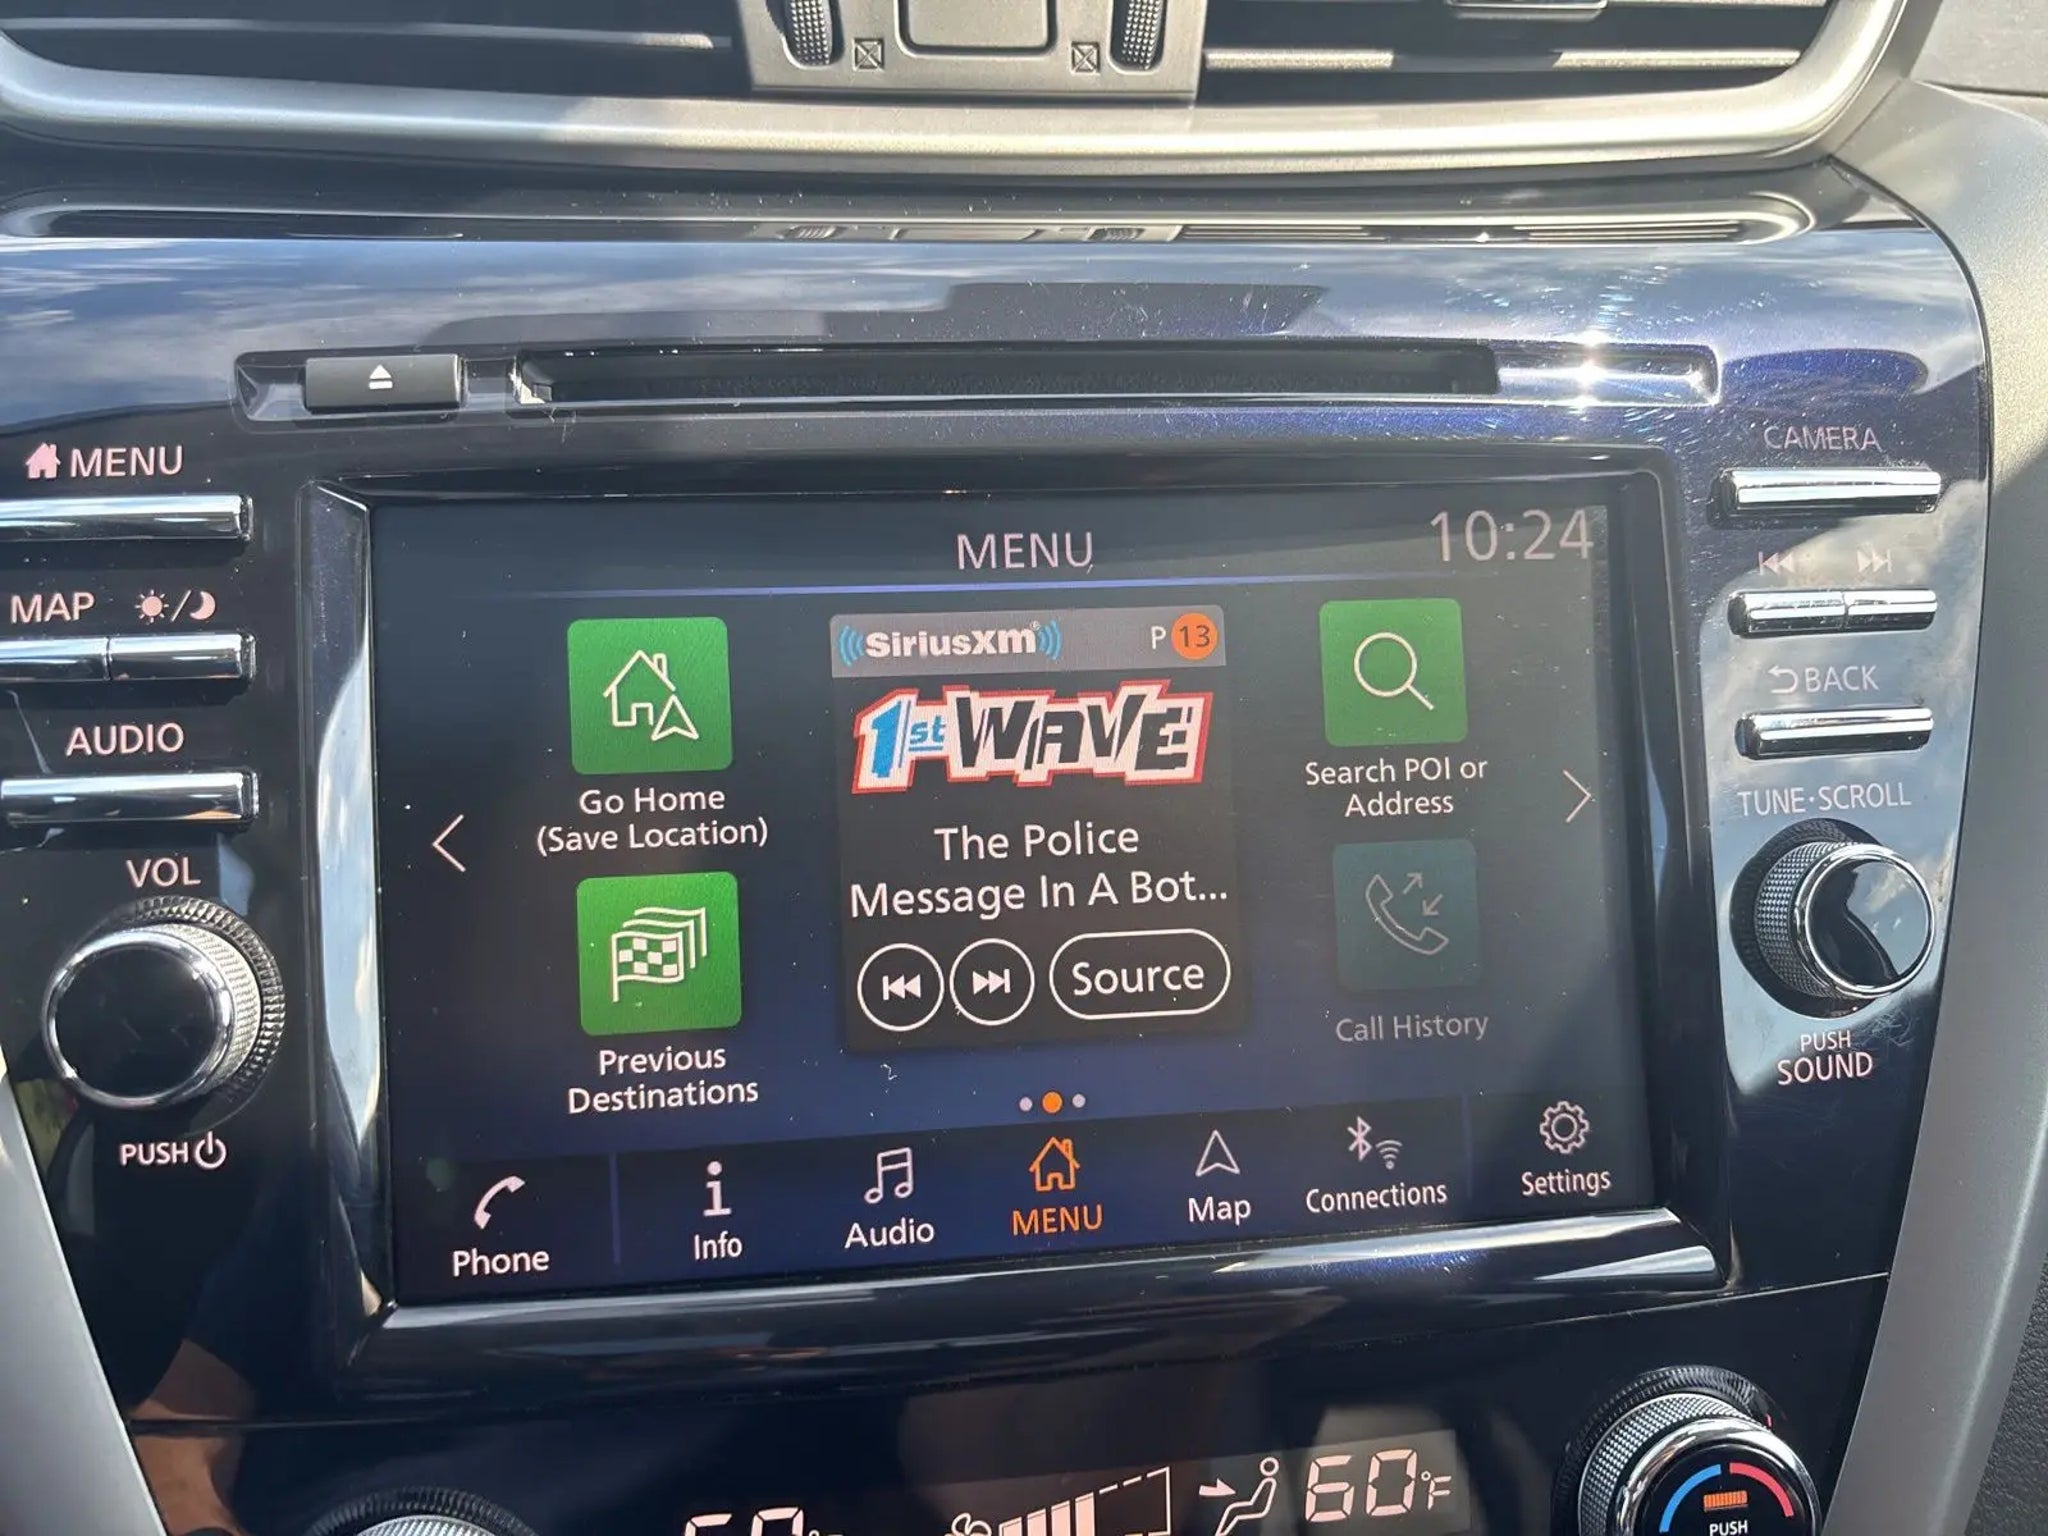 MENU
CAMERA
MENU
10:24
MAP
SiriusXM P 13
1st WAVE
AUDIO
BACK
Go Home
(Save Location)
Search POI or
Address
TUNE·SCROLL
The Police
Message In A Bot...
VOL
Source
Previous
Destinations
Call History
PUSH
SOUND
PUSH
Phone
Info
Audio
MENU
Map
Connections
Settings
60°F
PUSH